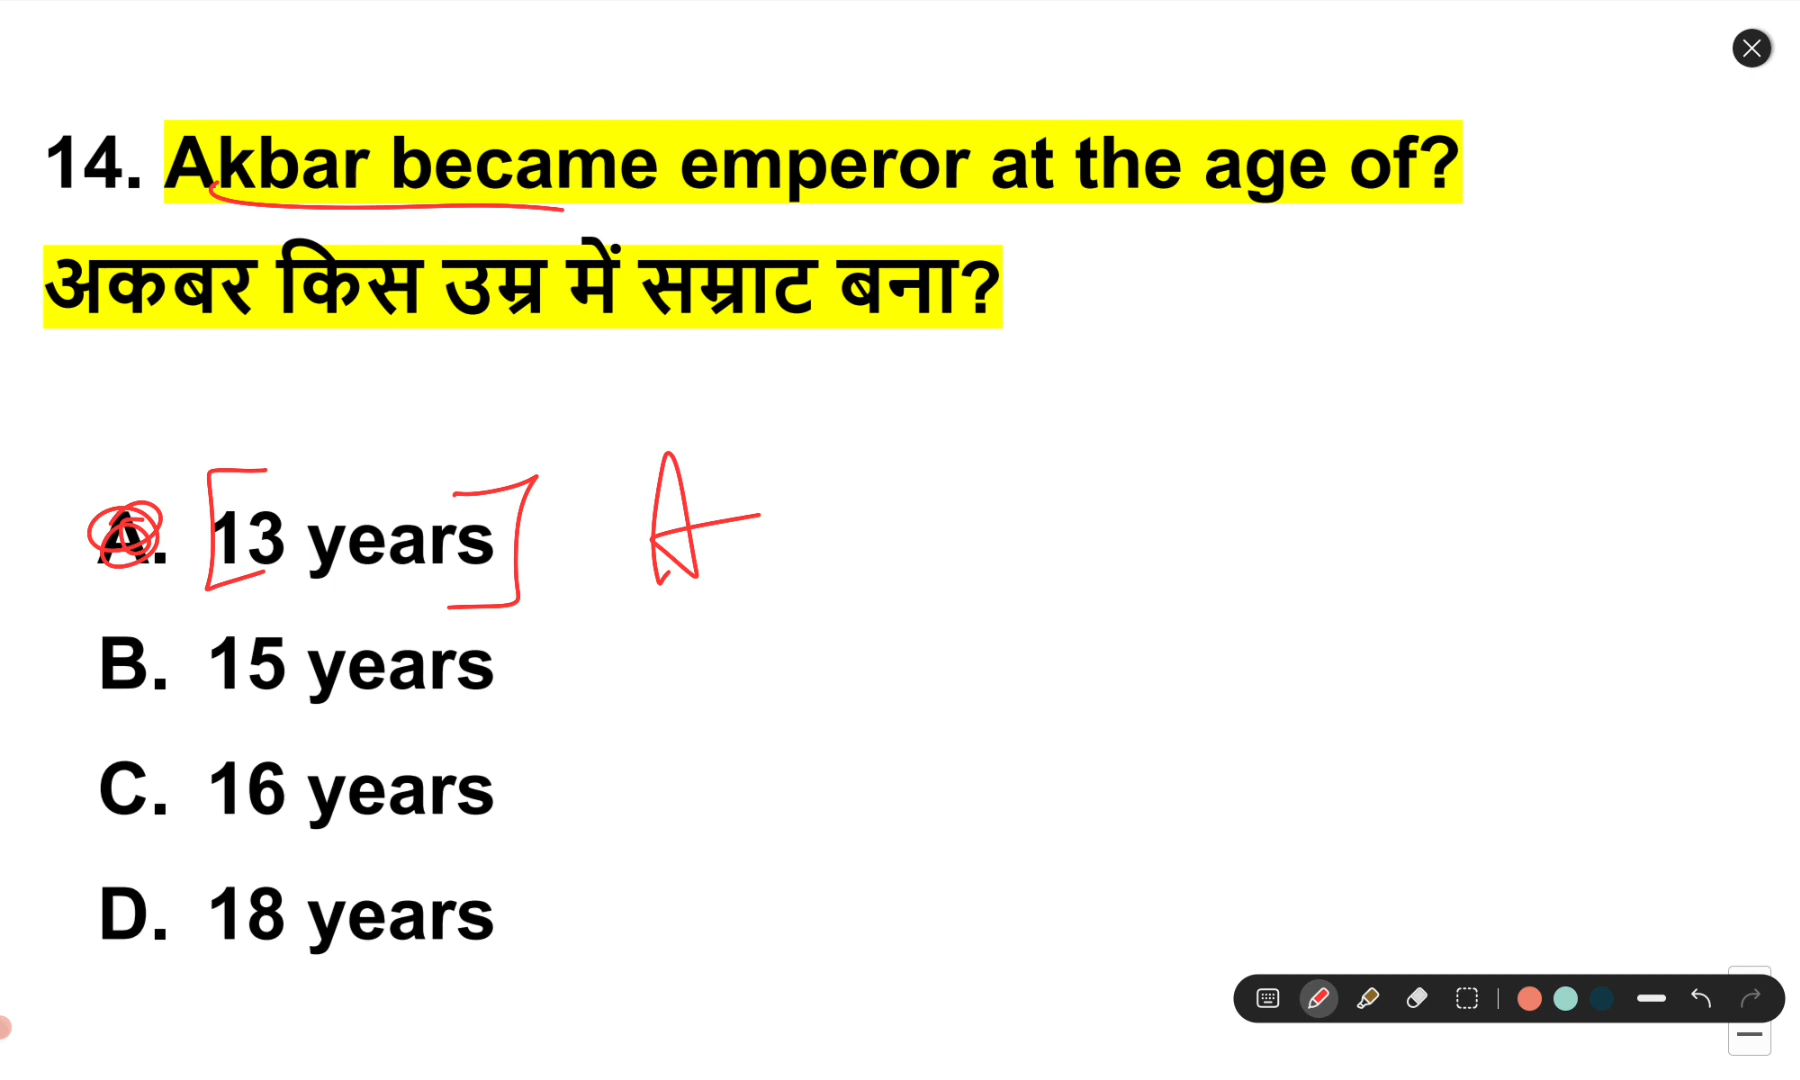 14. Akbar became emperor at the age of?
अकबर किस उम्र में सम्राट बना?
A. 13 years A
B. 15 years
C. 16 years
D. 18 years